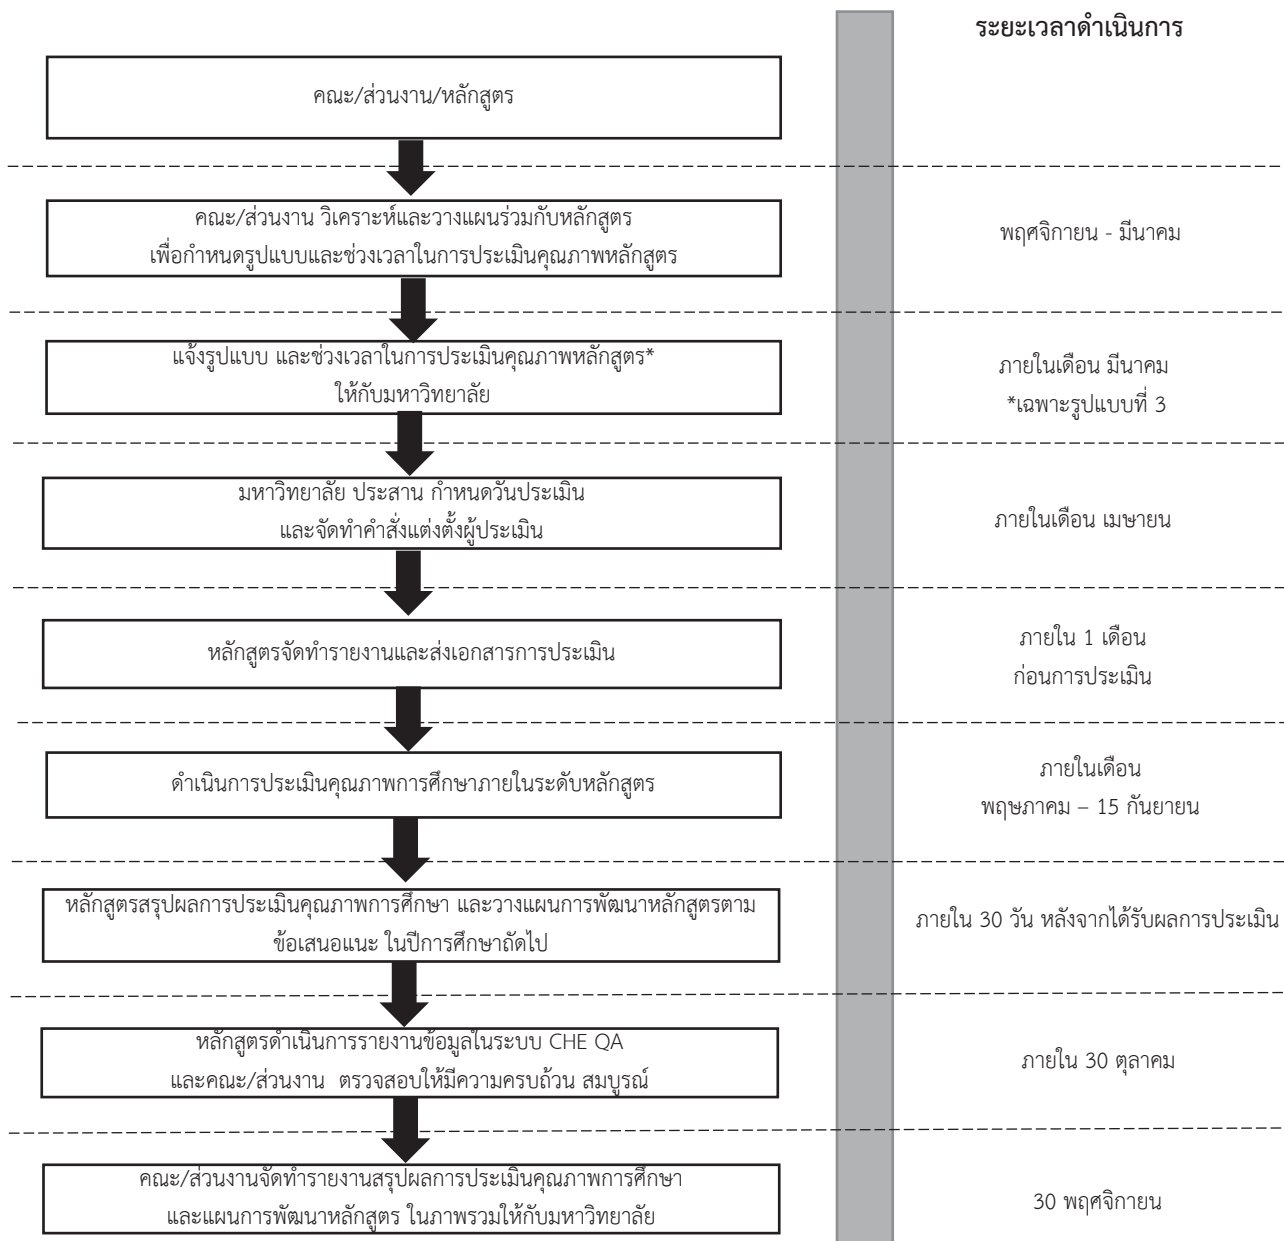 ระยะเวลาดำเนินการ
คณะ/ส่วนงาน/หลักสูตร
คณะ/ส่วนงาน วิเคราะห์และวางแผนร่วมกับหลักสูตร
เพื่อกำหนดรูปแบบและช่วงเวลาในการประเมินคุณภาพหลักสูตร
พฤศจิกายน - มีนาคม
แจ้งรูปแบบ และช่วงเวลาในการประเมินคุณภาพหลักสูตร*
ให้กับมหาวิทยาลัย
ภายในเดือน มีนาคม
*เฉพาะรูปแบบที่ 3
มหาวิทยาลัย ประสาน กำหนดวันประเมิน
และจัดทำคำสั่งแต่งตั้งผู้ประเมิน
ภายในเดือน เมษายน
หลักสูตรจัดทำรายงานและส่งเอกสารการประเมิน
ภายใน 1 เดือน
ก่อนการประเมิน
ดำเนินการประเมินคุณภาพการศึกษาภายในระดับหลักสูตร
ภายในเดือน
พฤษภาคม – 15 กันยายน
หลักสูตรสรุปผลการประเมินคุณภาพการศึกษา และวางแผนการพัฒนาหลักสูตรตาม
ข้อเสนอแนะ ในปีการศึกษาถัดไป
ภายใน 30 วัน หลังจากได้รับผลการประเมิน
หลักสูตรดำเนินการรายงานข้อมูลในระบบ CHE QA
และคณะ/ส่วนงาน ตรวจสอบให้มีความครบถ้วน สมบูรณ์
ภายใน 30 ตุลาคม
คณะ/ส่วนงานจัดทำรายงานสรุปผลการประเมินคุณภาพการศึกษา
และแผนการพัฒนาหลักสูตร ในภาพรวมให้กับมหาวิทยาลัย
30 พฤศจิกายน